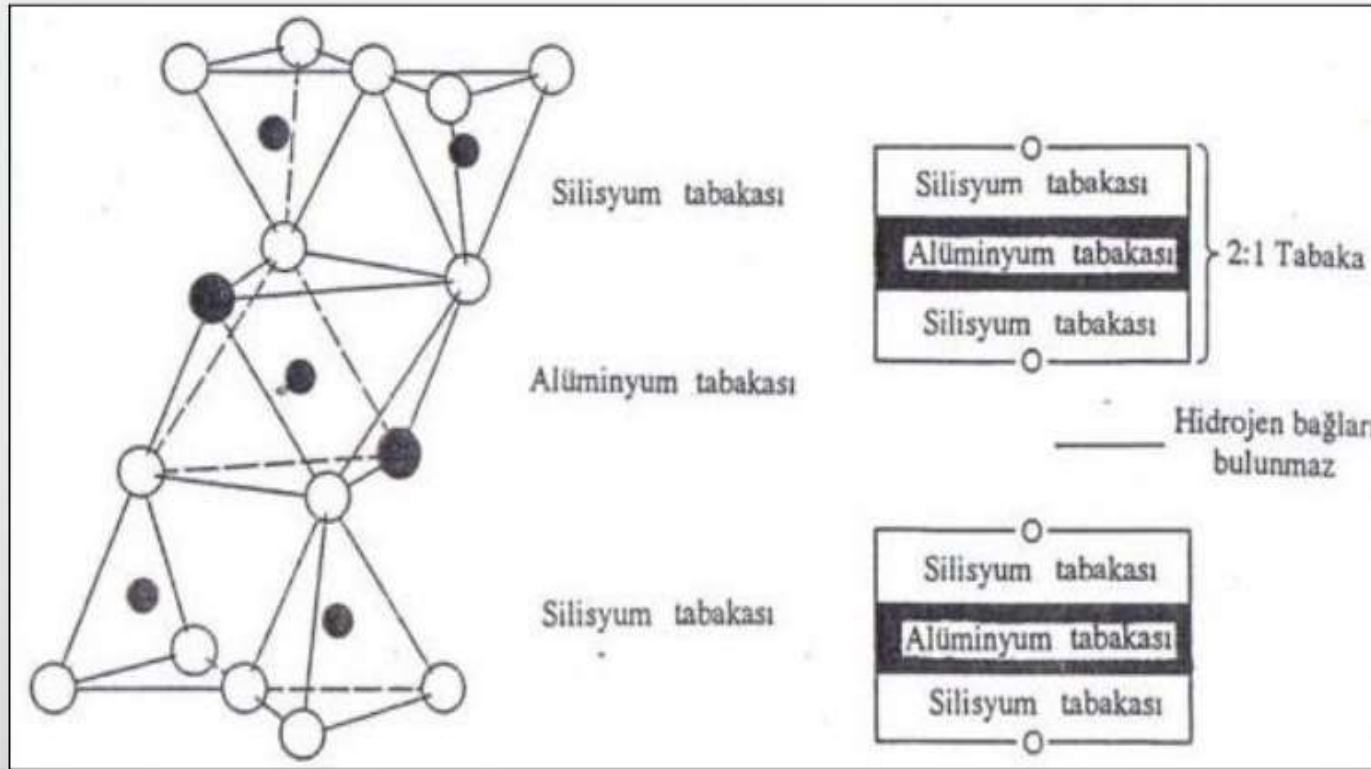 Silisyum tabakası
Alüminyum tabakası
Silisyum tabakası
Silisyum tabakası
Alüminyum tabakası
Silisyum tabakası
2:1 Tabaka
Hidrojen bağları
bulunmaz
Silisyum tabakası
Alüminyum tabakası
Silisyum tabakası